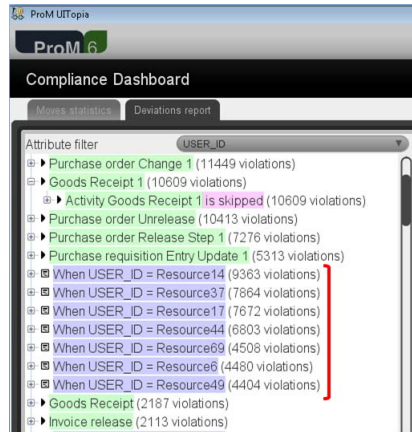 ProM UITopia
ProM 6
Compliance Dashboard
Moves statistics Deviations report
Attribute filter USER_ID
Purchase order Change 1 (11449 violations)
Goods Receipt 1 (10609 violations)
Activity Goods Receipt 1 is skipped (10609 violations)
Purchase order Unrelease (10413 violations)
Purchase order Release Step 1 (7276 violations)
Purchase requisition Entry Update 1 (5313 violations)
When USER_ID = Resource14 (9363 violations)
When USER_ID = Resource37 (7864 violations)
When USER_ID = Resource17 (7672 violations)
When USER_ID = Resource44 (6803 violations)
When USER_ID = Resource69 (4508 violations)
When USER_ID = Resource6 (4480 violations)
When USER_ID = Resource49 (4404 violations)
Goods Receipt (2187 violations)
Invoice release (2113 violations)